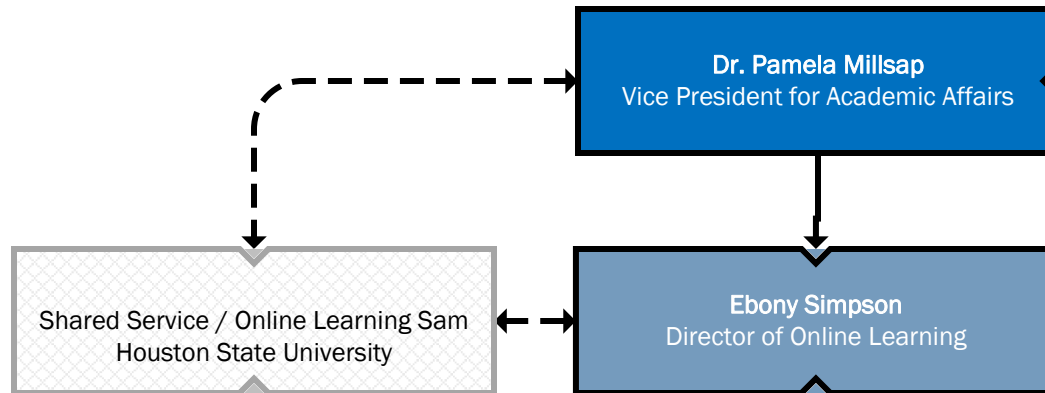 Dr. Pamela Millsap
Vice President for Academic Affairs
Shared Service / Online Learning Sam
Houston State University
Ebony Simpson
Director of Online Learning